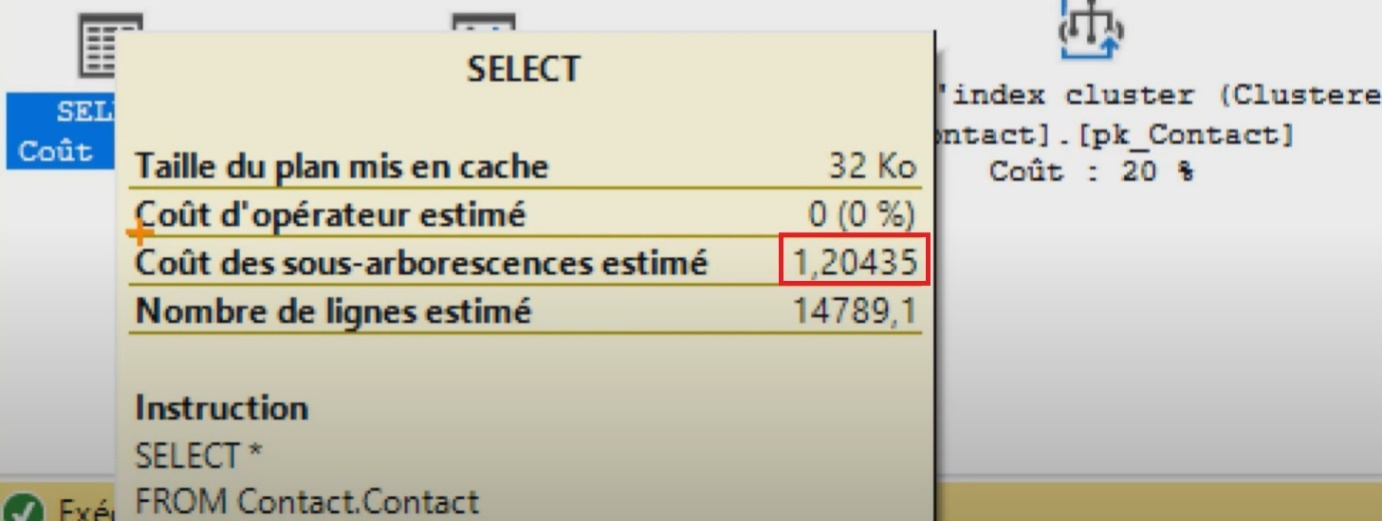 SELECT
SEL
Coût
Taille du plan mis en cache 32 Ko
Coût d'opérateur estimé 0 (0 %)
Coût des sous-arborescences estimé 1,20435
Nombre de lignes estimé 14789,1
Instruction
SELECT *
FROM Contact.Contact
'index cluster (Clustere
ntact].[pk_Contact]
Coût : 20 %
Exé